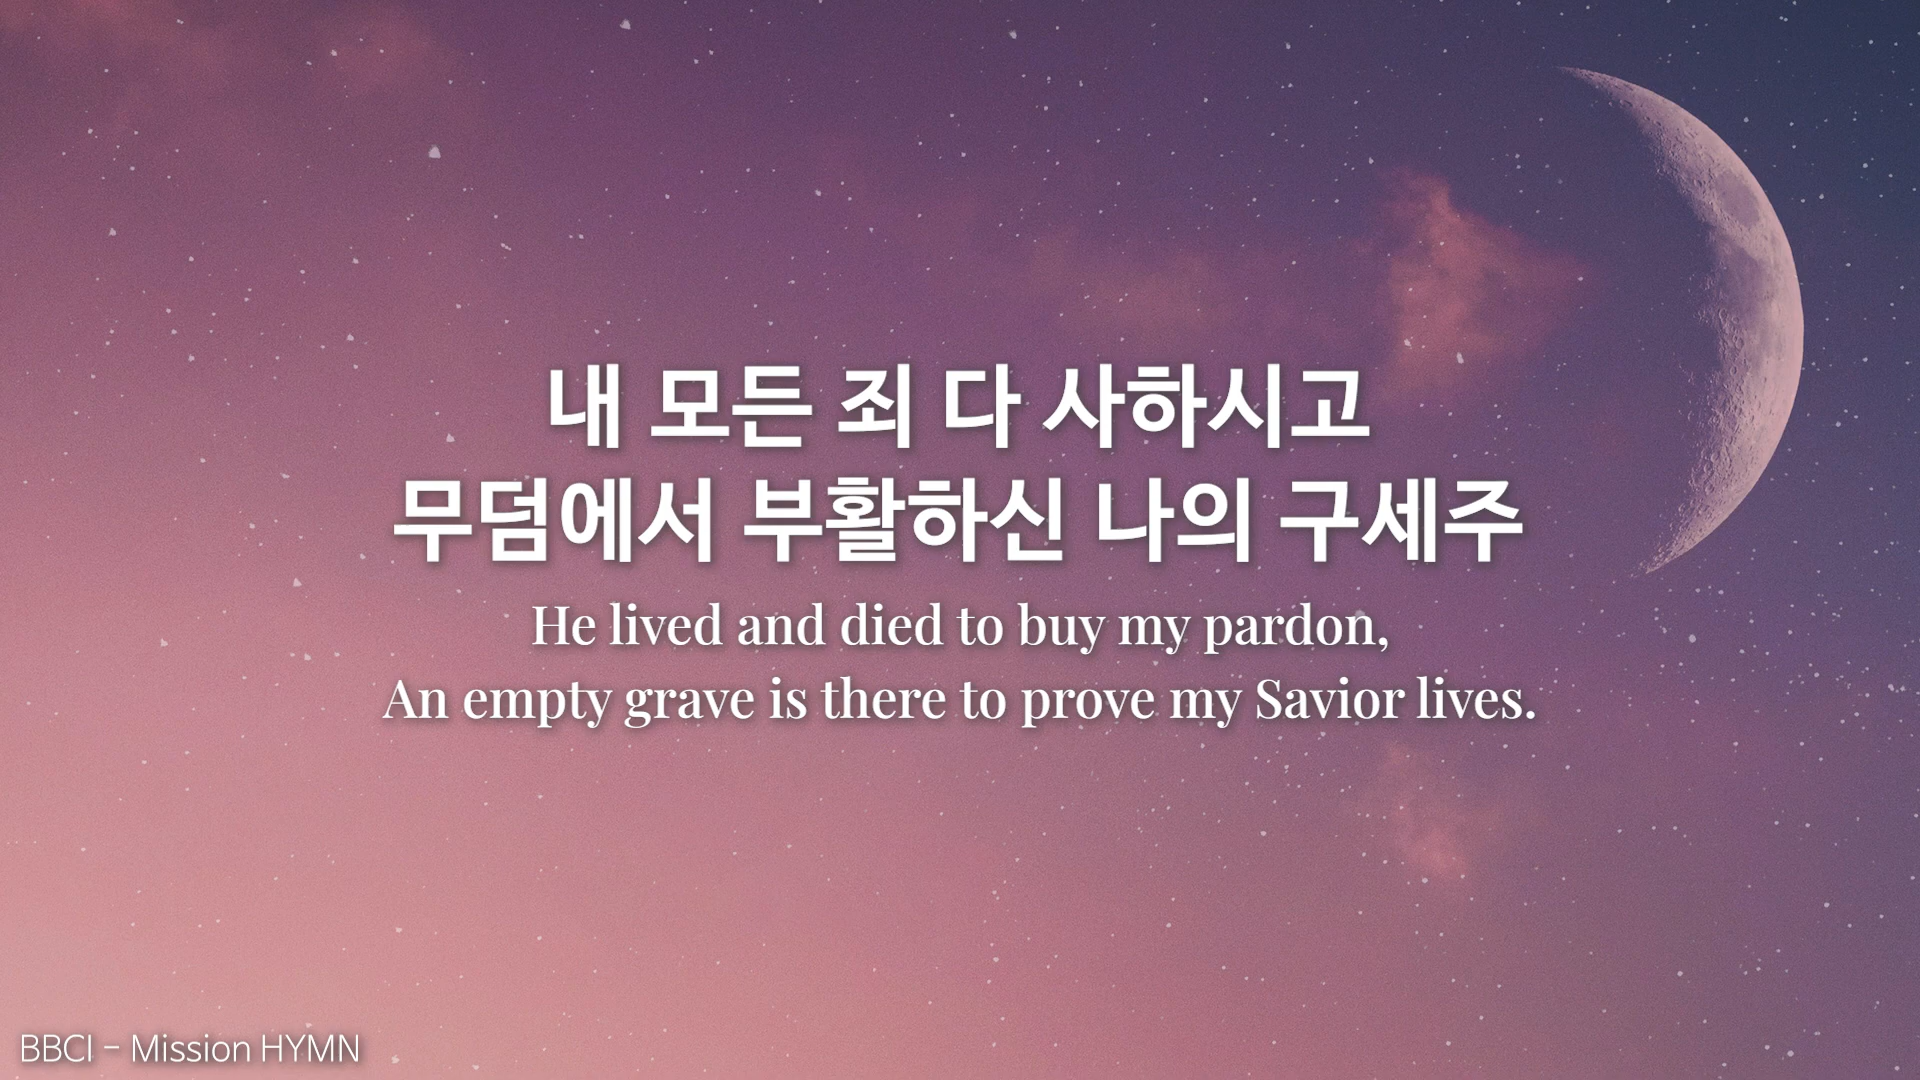 내 모든 죄 다 사하시고
무덤에서 부활하신 나의 구세주
He lived and died to buy my pardon,
An empty grave is there to prove my Savior lives.
BBCI - Mission HYMN